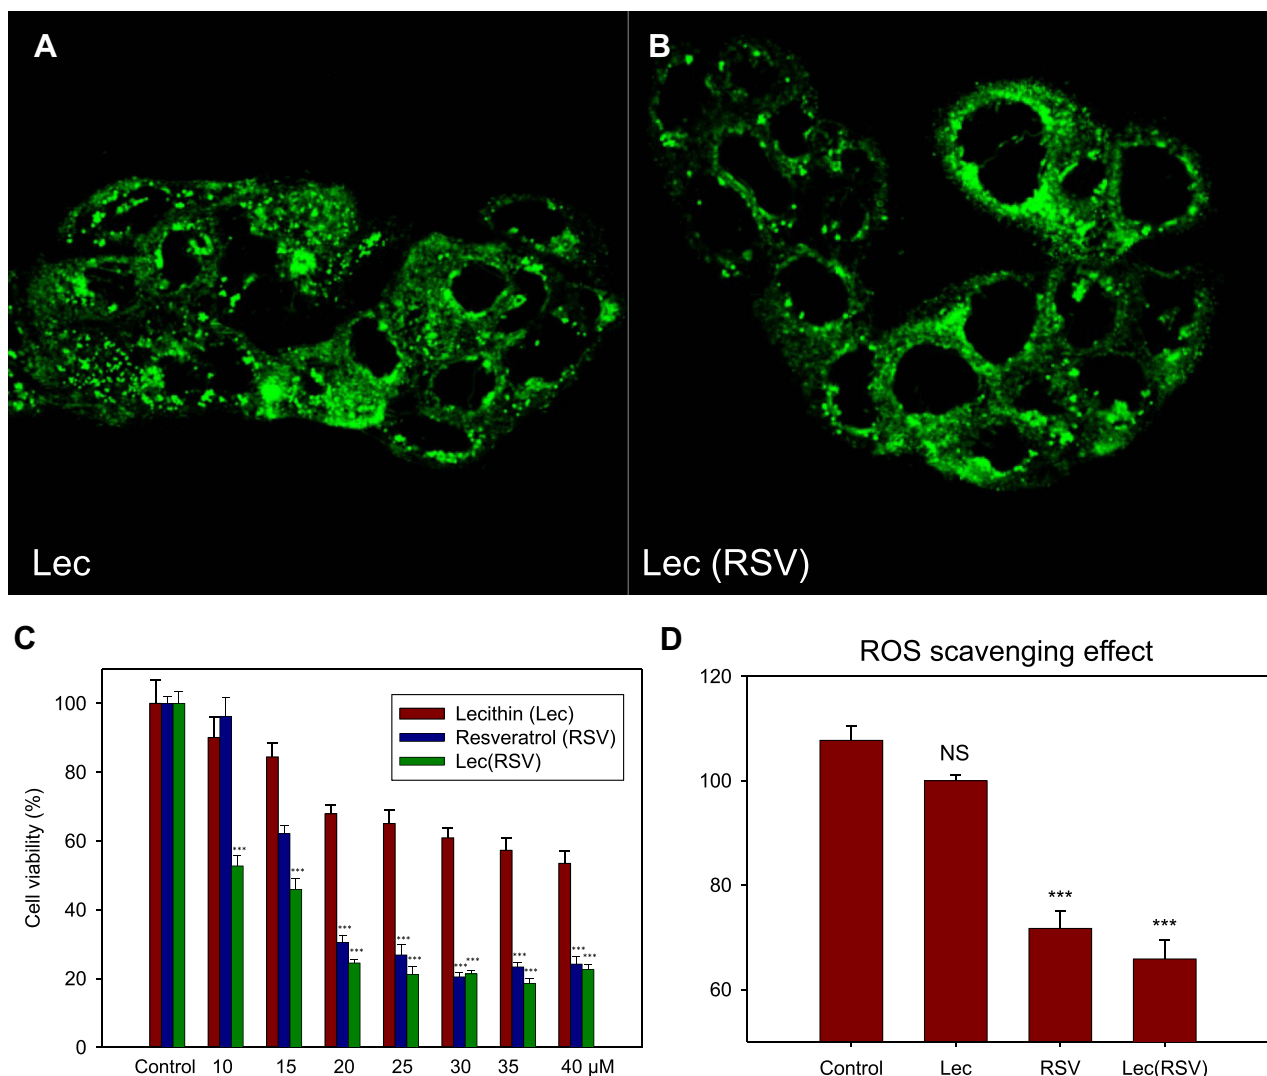 A
B
Lec
Lec (RSV)
C
Cell viability (%)
100
80
60
40
20
0
Lecithin (Lec)
Resveratrol (RSV)
Lec(RSV)
***
***
***
***
***
***
***
***
***
***
***
***
Control 10 15 20 25 30 35 40 µM
D
ROS scavenging effect
120
100
80
60
NS
***
***
Control Lec RSV Lec(RSV)